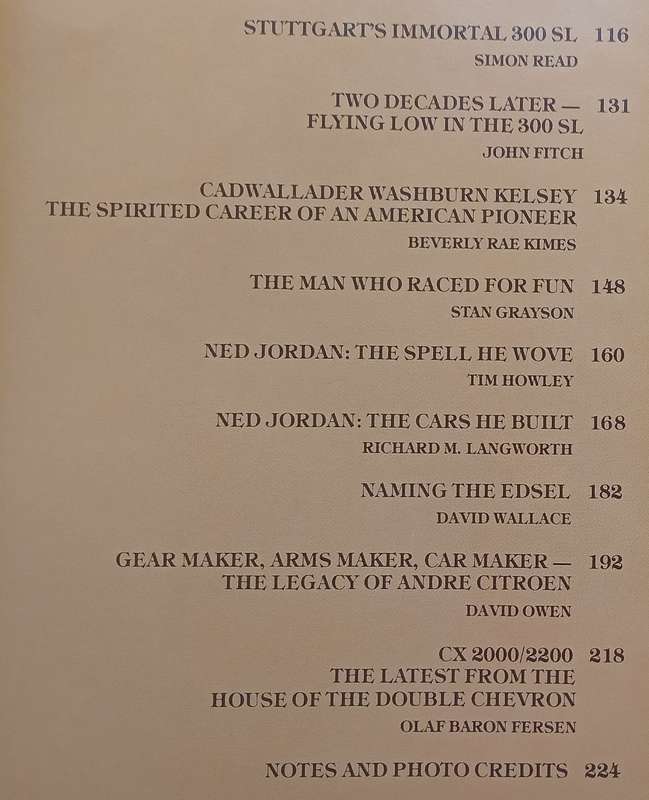 STUTTGART'S IMMORTAL 300 SL 116
SIMON READ
TWO DECADES LATER — 131
FLYING LOW IN THE 300 SL
JOHN FITCH
CADWALLADER WASHBURN KELSEY 134
THE SPIRITED CAREER OF AN AMERICAN PIONEER
BEVERLY RAE KIMES
THE MAN WHO RACED FOR FUN 148
STAN GRAYSON
NED JORDAN: THE SPELL HE WOVE 160
TIM HOWLEY
NED JORDAN: THE CARS HE BUILT 168
RICHARD M. LANGWORTH
NAMING THE EDSEL 182
DAVID WALLACE
GEAR MAKER, ARMS MAKER, CAR MAKER — 192
THE LEGACY OF ANDRE CITROEN
DAVID OWEN
CX 2000/2200 218
THE LATEST FROM THE
HOUSE OF THE DOUBLE CHEVRON
OLAF BARON FERSEN
NOTES AND PHOTO CREDITS 224